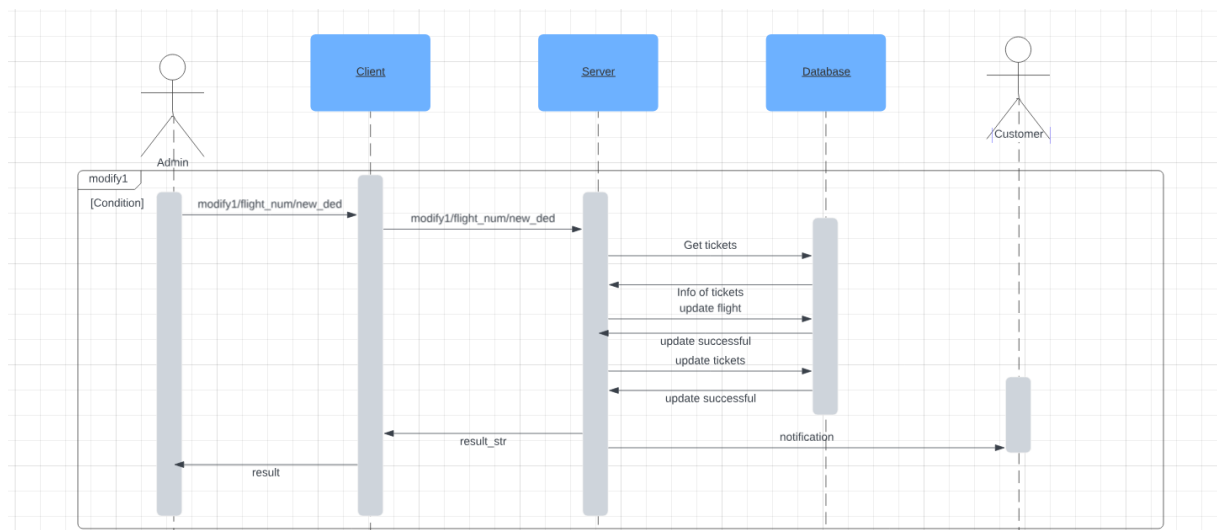 Client
Server
Database
Customer
Admin
modify1
[Condition]
modify1/flight_num/new_ded
modify1/flight_num/new_ded
Get tickets
Info of tickets
update flight
update successful
update tickets
update successful
result_str
notification
result